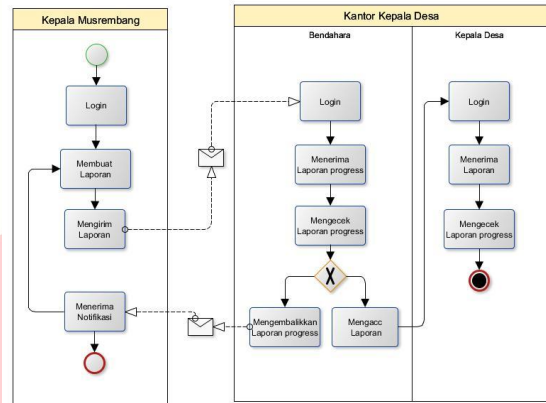 Kepala Musrembang
Login
Membuat
Laporan
Mengirim
Laporan
Menerima
Notifikasi
Kantor Kepala Desa
Bendahara
Login
Menerima
Laporan progress
Mengecek
Laporan progress
X
Mengembalikkan
Laporan progress
Mengacc
Laporan
Kepala Desa
Login
Menerima
Laporan
Mengecek
Laporan progress